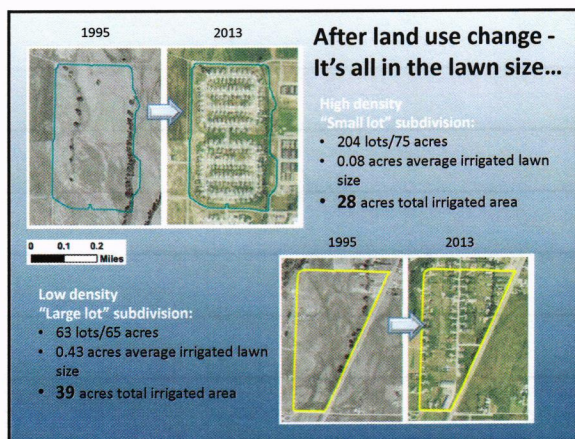 1995
2013
After land use change -
It's all in the lawn size...
High density
"Small lot" subdivision:
• 204 lots/75 acres
• 0.08 acres average irrigated lawn
size
• 28 acres total irrigated area
0 0.1 0.2
Miles
1995
2013
Low density
"Large lot" subdivision:
• 63 lots/65 acres
• 0.43 acres average irrigated lawn
size
• 39 acres total irrigated area